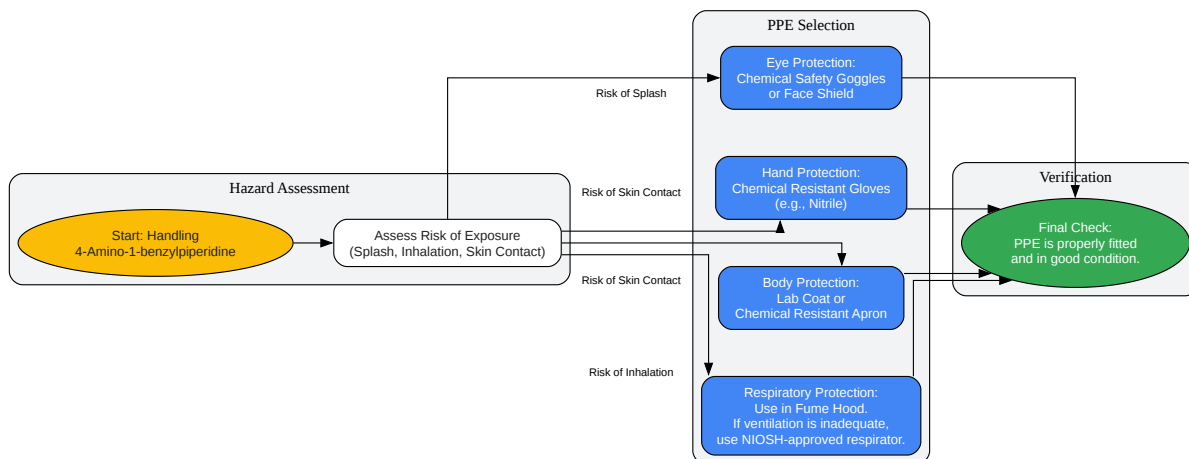 PPE Selection
Eye Protection:
Chemical Safety Goggles
or Face Shield
Risk of Splash
Hazard Assessment
Start: Handling
4-Amino-1-benzylpiperidine
Assess Risk of Exposure
(Splash, Inhalation, Skin Contact)
Risk of Skin Contact
Hand Protection:
Chemical Resistant Gloves
(e.g., Nitrile)
Risk of Skin Contact
Body Protection:
Lab Coat or
Chemical Resistant Apron
Risk of Inhalation
Respiratory Protection:
Use in Fume Hood.
If ventilation is inadequate,
use NIOSH-approved respirator.
Verification
Final Check:
PPE is properly fitted
and in good condition.